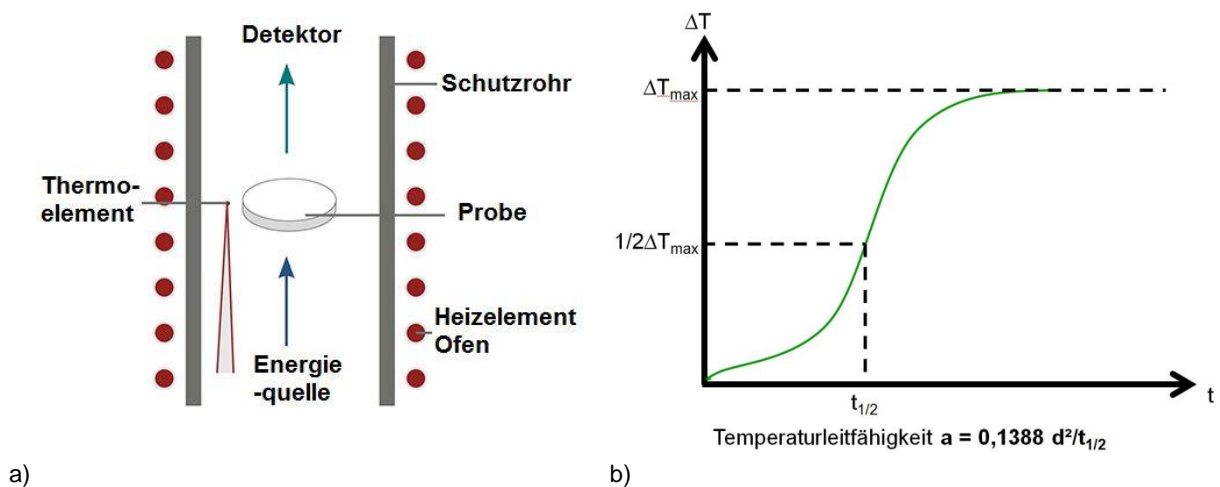 Detektor
Schutzrohr
Thermo-
element
Probe
Heizelement
Ofen
Energie
-quelle
a)
ΔT
ΔTmax
1/2ΔTmax
t1/2
t
Temperaturleitfähigkeit a = 0,1388 d²/t1/2
b)